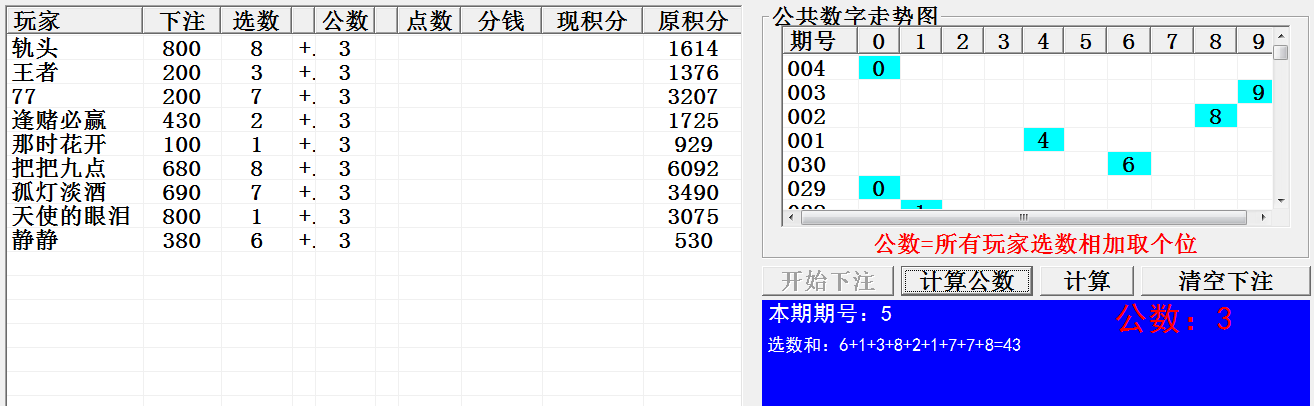 玩家 下注 选数 公数 点数 分钱 现积分 原积分
轨头 800 8 +. 3 1614
王者 200 3 +. 3 1376
77 200 7 +. 3 3207
逢赌必赢 430 2 +. 3 1725
那时花开 100 1 +. 3 929
把把九点 680 8 +. 3 6092
孤灯淡酒 690 7 +. 3 3490
天使的眼泪 800 1 +. 3 3075
静静 380 6 +. 3 530
公共数字走势图
期号 0 1 2 3 4 5 6 7 8 9
004 0
003 9
002 8
001 4
030 6
029 0
公数=所有玩家选数相加取个位
开始下注 计算公数 计算 清空下注
本期期号：5
公数：3
选数和：6+1+3+8+2+1+7+7+8=43